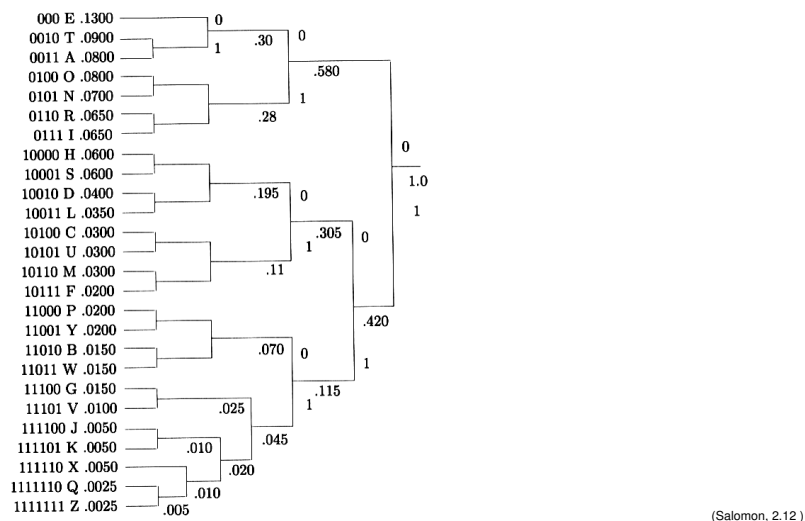 000 E .1300 0
0010 T .0900 .30 0
0011 A .0800 1
0100 O .0800 .580
0101 N .0700 1
0110 R .0650 .28
0111 I .0650
10000 H .0600 0
10001 S .0600 1.0
10010 D .0400 .195 0
10011 L .0350 1
10100 C .0300 .305 0
10101 U .0300 1
10110 M .0300 .11
10111 F .0200
11000 P .0200 .420
11001 Y .0200
11010 B .0150 .070 0
11011 W .0150 1
11100 G .0150 .115
11101 V .0100 .025 1
111100 J .0050 .045
111101 K .0050 .010
111110 X .0050 .020
1111110 Q .0025 .010
1111111 Z .0025 .005
(Salomon, 2.12 )